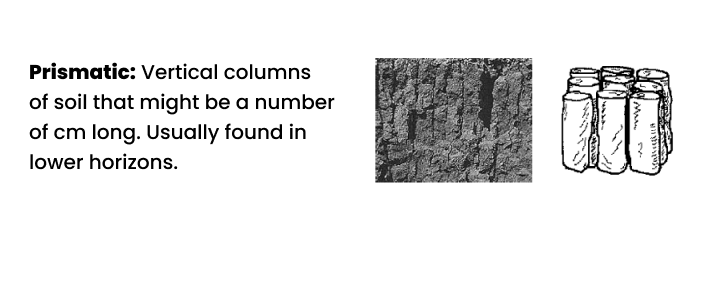 Prismatic: Vertical columns
of soil that might be a number
of cm long. Usually found in
lower horizons.